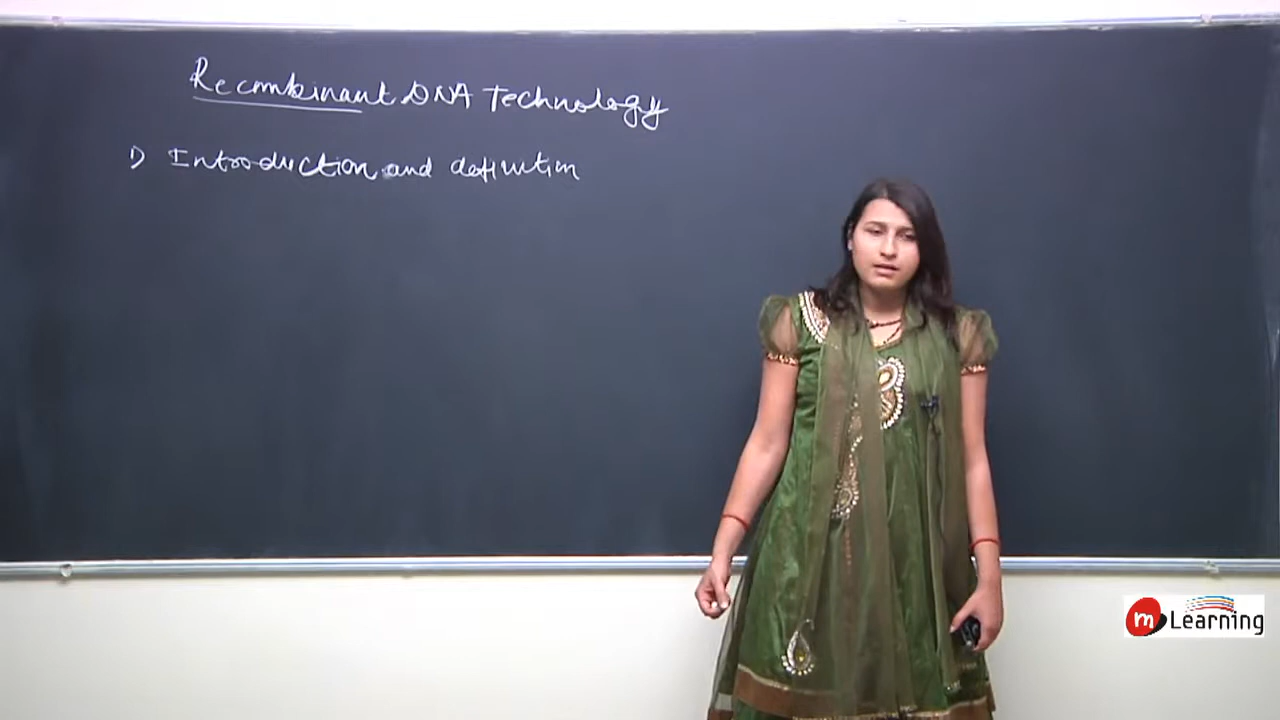 Recombinant DNA Technology
1) Introduction and definition
m Learning